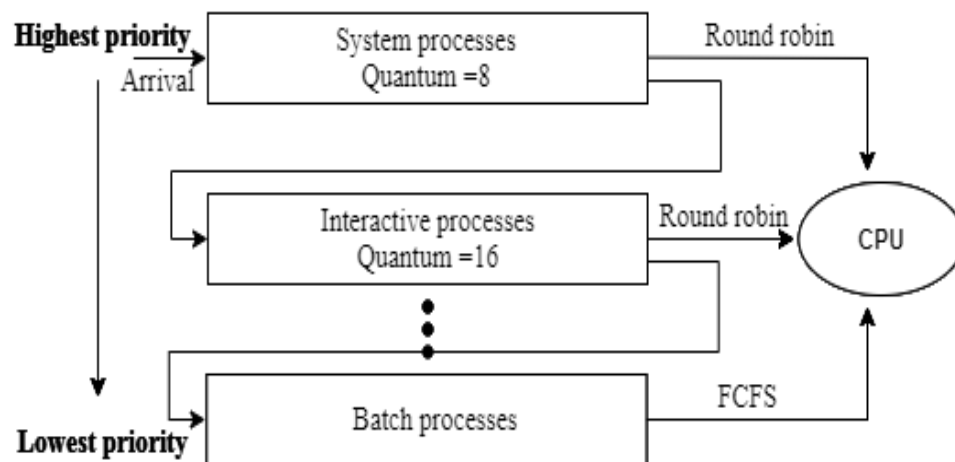 Highest priority
Arrival
System processes
Quantum =8
Round robin
Interactive processes
Quantum =16
Round robin
CPU
Batch processes
FCFS
Lowest priority